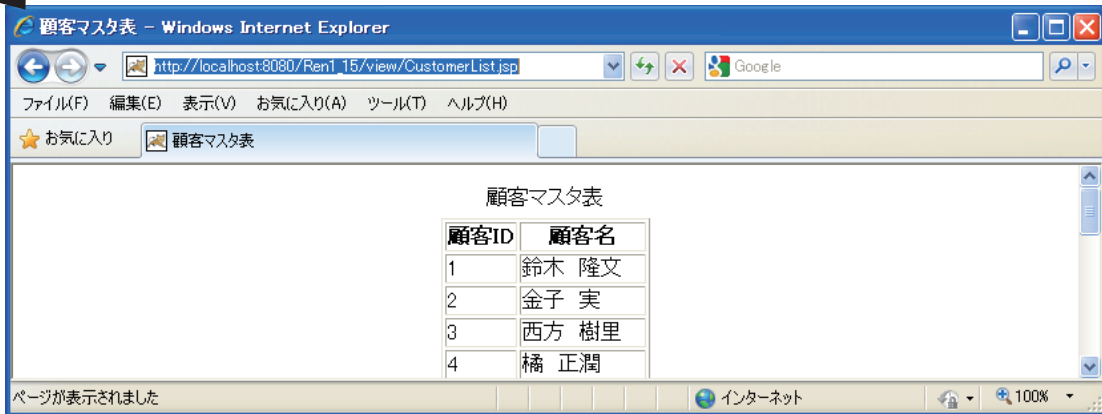 顧客マスタ表 - Windows Internet Explorer
http://localhost:8080/Ren1_15/view/CustomerList.jsp
Google
ファイル(F) 編集(E) 表示(V) お気に入り(A) ツール(T) ヘルプ(H)
お気に入り 顧客マスタ表
顧客マスタ表
顧客ID 顧客名
1 鈴木 隆文
2 金子 実
3 西方 樹里
4 橘 正潤
ページが表示されました インターネット 100%